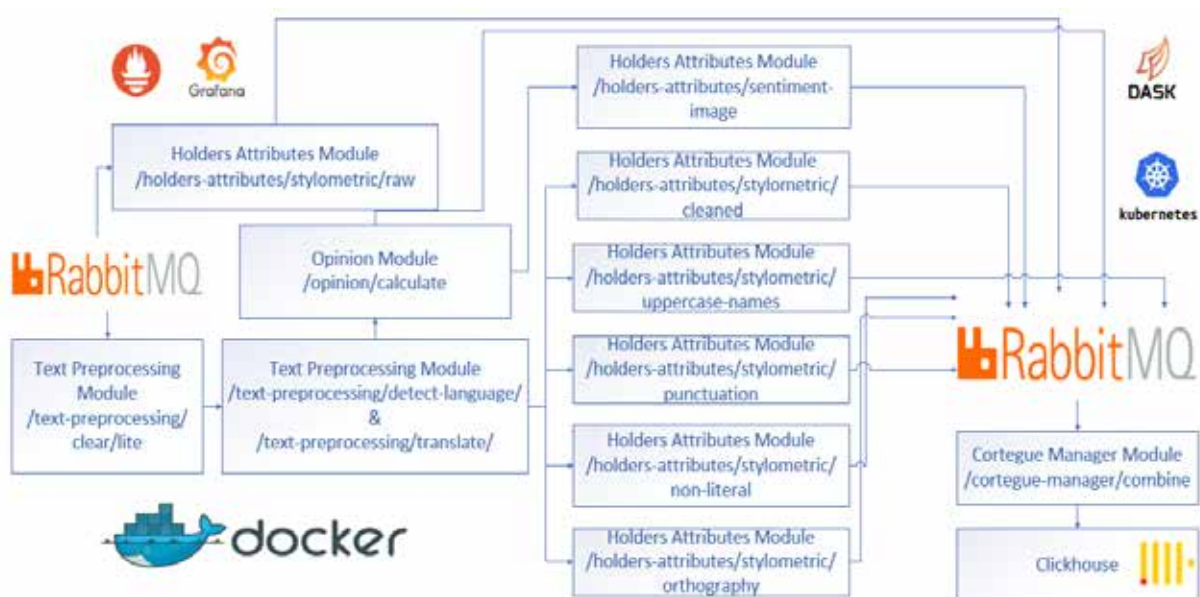 Grafana
DASK
kubernetes
Holders Attributes Module
/holders-attributes/stylometric/raw
RabbitMQ
Opinion Module
/opinion/calculate
Text Preprocessing
Module
/text-preprocessing/
clear/lite
Text Preprocessing Module
/text-preprocessing/detect-language/
&
/text-preprocessing/translate/
Holders Attributes Module
/holders-attributes/sentiment-
image
Holders Attributes Module
/holders-attributes/stylometric/
cleaned
Holders Attributes Module
/holders-attributes/stylometric/
uppercase-names
Holders Attributes Module
/holders-attributes/stylometric/
punctuation
Holders Attributes Module
/holders-attributes/stylometric/
non-literal
Holders Attributes Module
/holders-attributes/stylometric/
orthography
RabbitMQ
Cortegue Manager Module
/cortegue-manager/combine
Clickhouse
docker